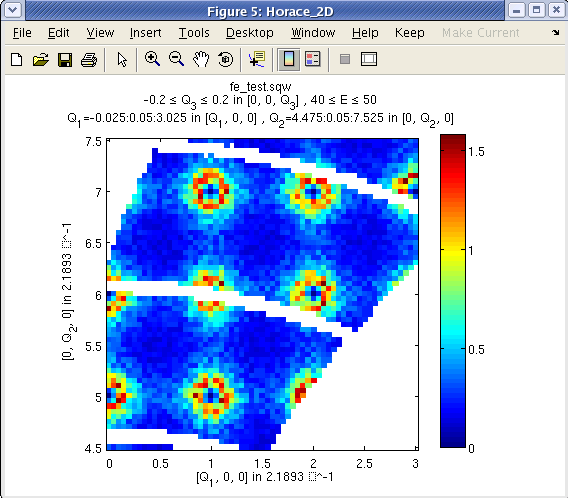 Figure 5: Horace_2D
File Edit View Insert Tools Desktop Window Help Keep Make Current
fe_test.sqw
-0.2 ≤ Q3 ≤ 0.2 in [0, 0, Q3] , 40 ≤ E ≤ 50
Q1=-0.025:0.05:3.025 in [Q1, 0, 0] , Q2=4.475:0.05:7.525 in [0, Q2, 0]
[0, Q2, 0] in 2.1893 □^-1
7.5
7
6.5
6
5.5
5
4.5
0 0.5 1 1.5 2 2.5 3
[Q1, 0, 0] in 2.1893 □^-1
1.5
1
0.5
0